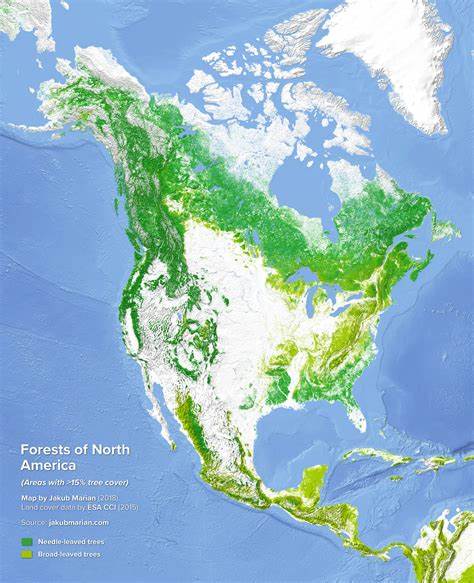 Forests of North
America
(Areas with >15% tree cover)
Map by Jakub Marian (2018)
Land cover data by ESA CCI (2015)
Source: jakubmarian.com
Needle-leaved trees
Broad-leaved trees